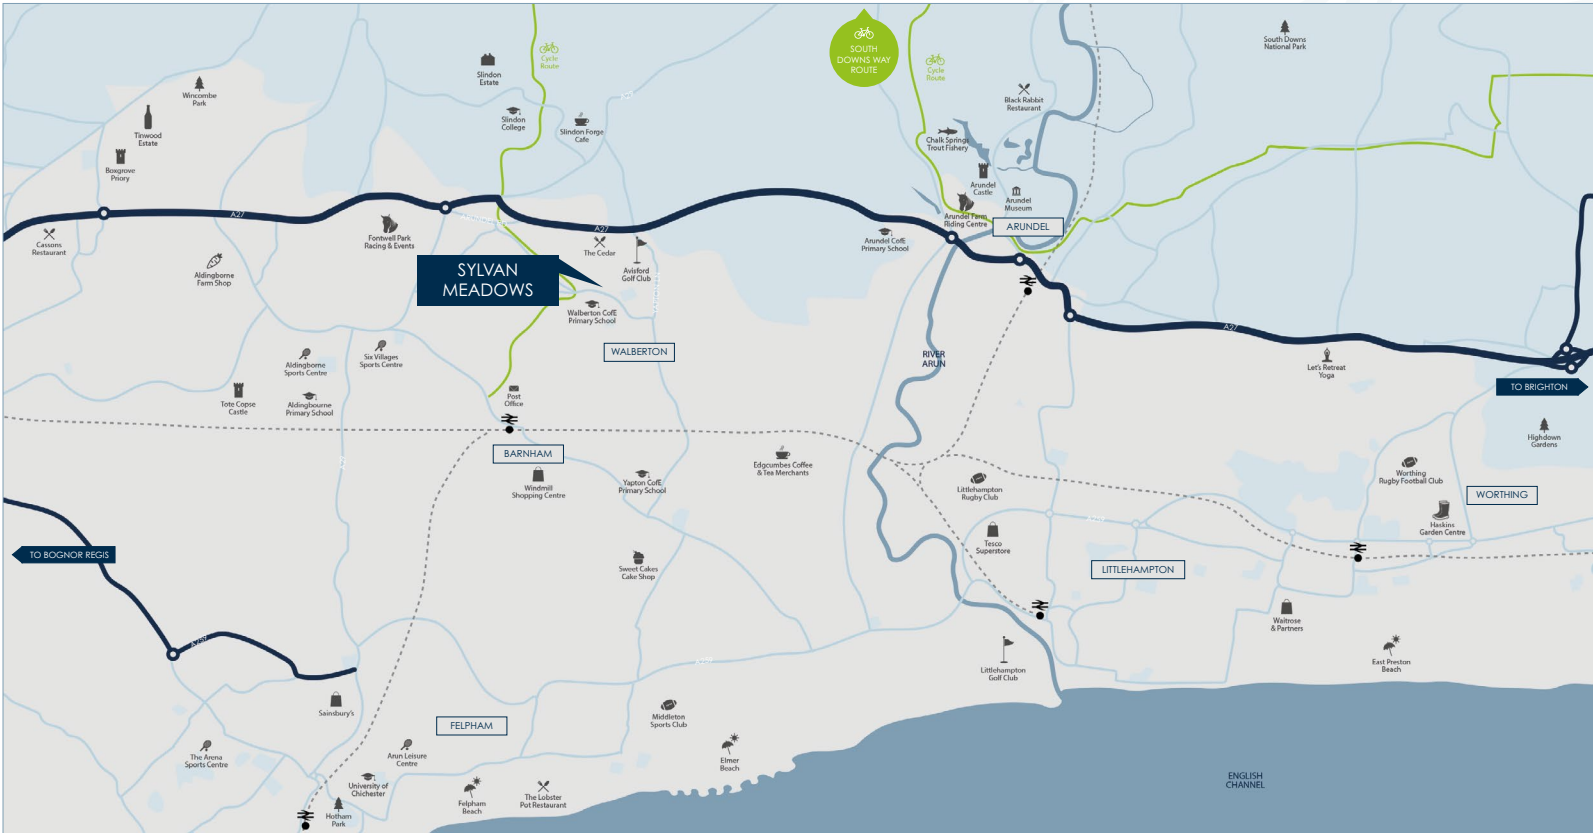 SOUTH
DOWNS WAY
ROUTE
South Downs
National Park
Cycle
Route
Cycle
Route
Slindon
Estate
Wincombe
Park
Black Rabbit
Restaurant
Slindon
College
Slindon Forge
Cafe
Tinwood
Estate
Chalk Springs
Trout Fishery
Boxgrove
Priory
Arundel
Castle
Arundel
Museum
A27
Arundel Farm
Riding Centre
ARUNDEL
A27
Fontwell Park
Racing & Events
Arundel CofE
Primary School
Cassons
Restaurant
The Cedar
Avisford
Golf Club
Aldingborne
Farm Shop
SYLVAN
MEADOWS
Walberton CofE
Primary School
A27
WALBERTON
RIVER
ARUN
Six Villages
Sports Centre
Aldingborne
Sports Centre
Let's Retreat
Yoga
TO BRIGHTON
Tote Copse
Castle
Aldingbourne
Primary School
Post
Office
Highdown
Gardens
BARNHAM
Edgcumbes Coffee
& Tea Merchants
Worthing
Rugby Football Club
Windmill
Shopping Centre
Yapton CofE
Primary School
Littlehampton
Rugby Club
WORTHING
Haskins
Garden Centre
Tesco
Superstore
TO BOGNOR REGIS
Sweet Cakes
Cake Shop
LITTLEHAMPTON
Waitrose
& Partners
A259
East Preston
Beach
Littlehampton
Golf Club
A259
Sainsbury's
FELPHAM
Middleton
Sports Club
The Arena
Sports Centre
Arun Leisure
Centre
Elmer
Beach
University of
Chichester
Felpham
Beach
The Lobster
Pot Restaurant
ENGLISH
CHANNEL
Hotham
Park